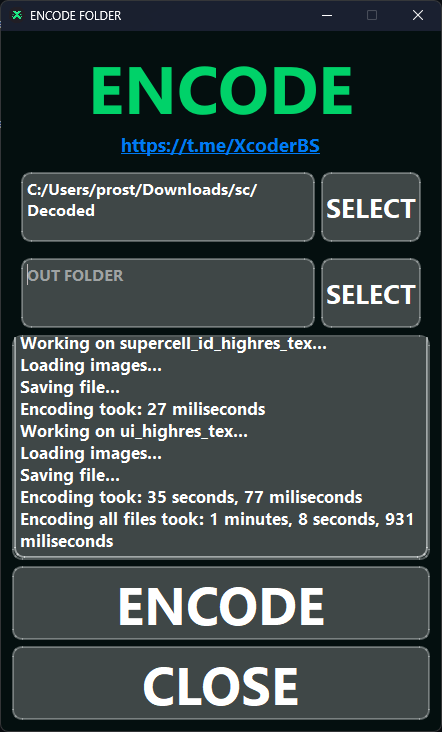 ENCODE FOLDER
ENCODE
https://t.me/XcoderBS
C:/Users/prost/Downloads/sc/
Decoded
SELECT
OUT FOLDER
SELECT
Working on supercell_id_highres_tex...
Loading images...
Saving file...
Encoding took: 27 miliseconds
Working on ui_highres_tex...
Loading images...
Saving file...
Encoding took: 35 seconds, 77 miliseconds
Encoding all files took: 1 minutes, 8 seconds, 931
miliseconds
ENCODE
CLOSE